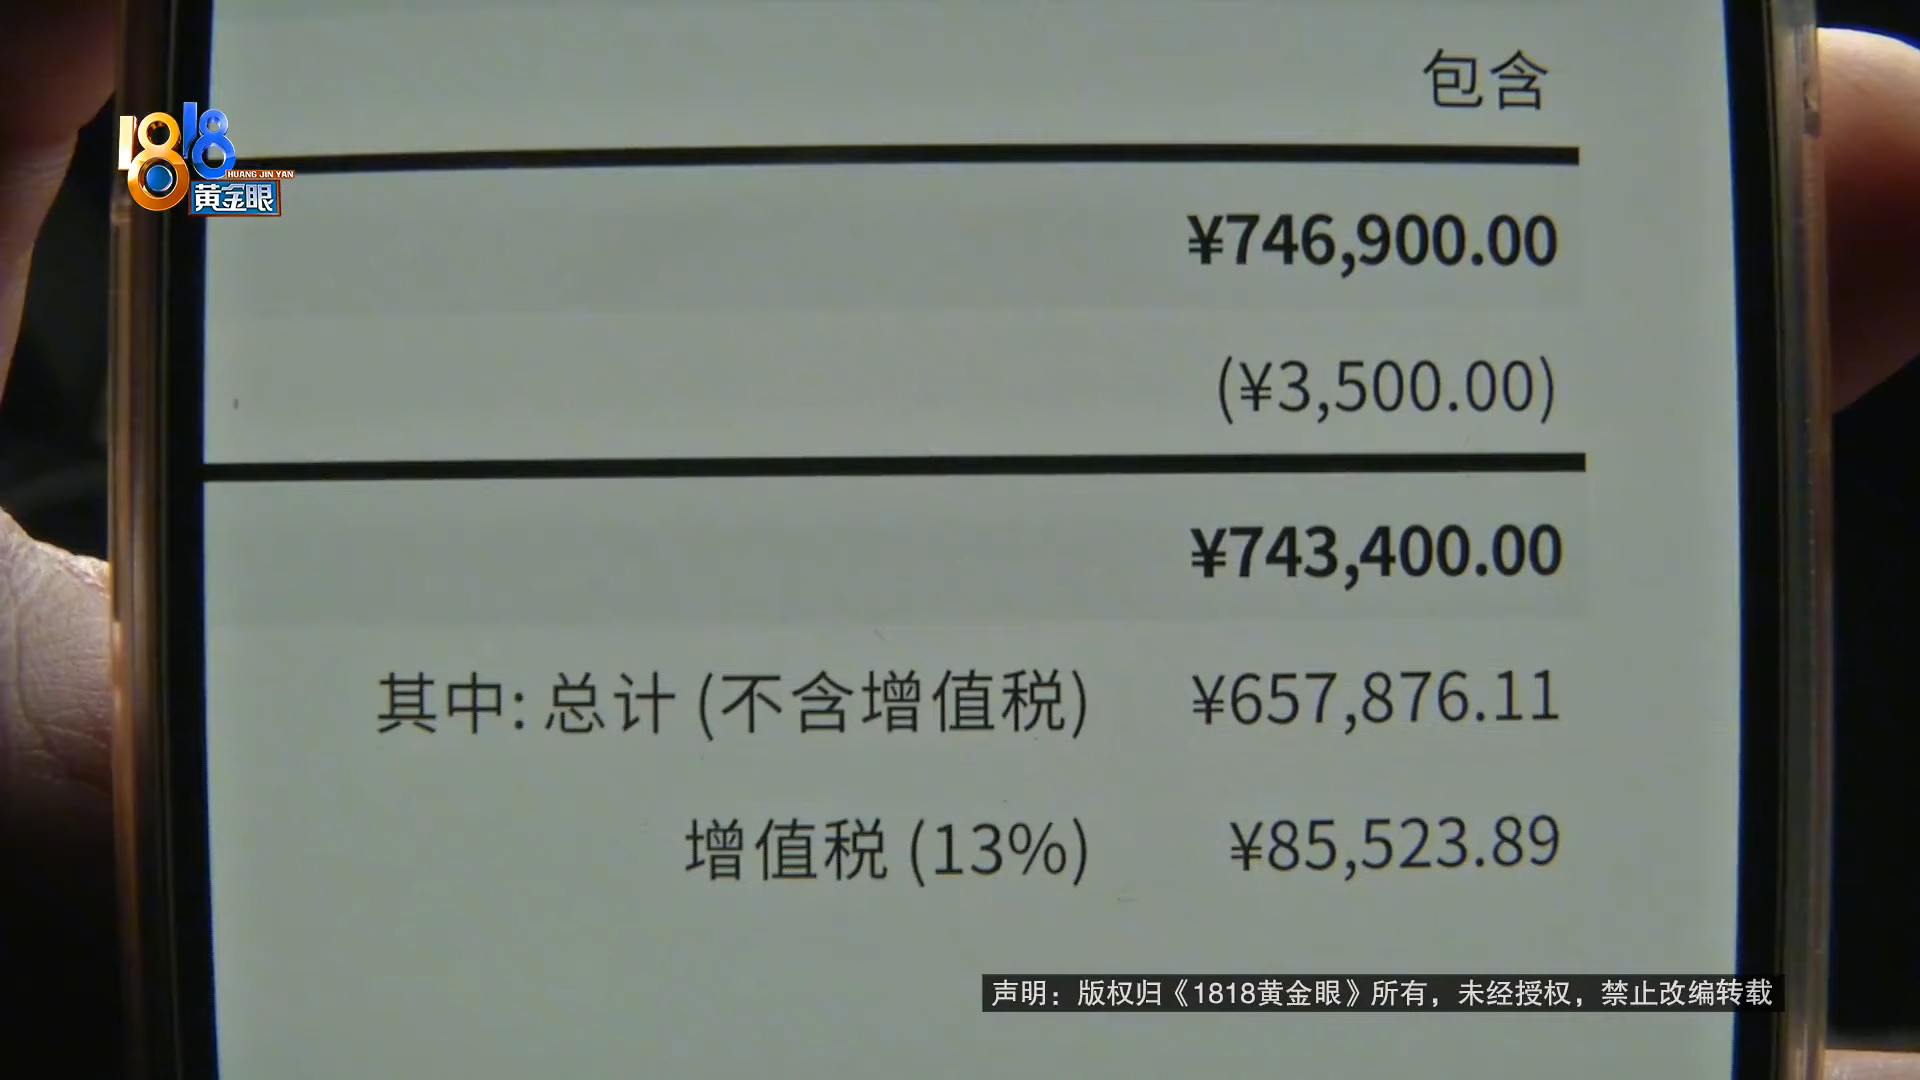 包含
1818
HUANG JIN YAN
黄金眼
¥746,900.00
(¥3,500.00)
¥743,400.00
其中: 总计 (不含增值税) ¥657,876.11
增值税 (13%) ¥85,523.89
声明：版权归《1818黄金眼》所有，未经授权，禁止改编转载